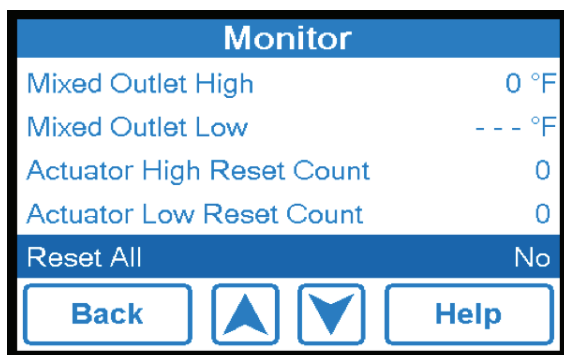 Monitor
Mixed Outlet High 0 °F
Mixed Outlet Low - - - °F
Actuator High Reset Count 0
Actuator Low Reset Count 0
Reset All No
Back Help